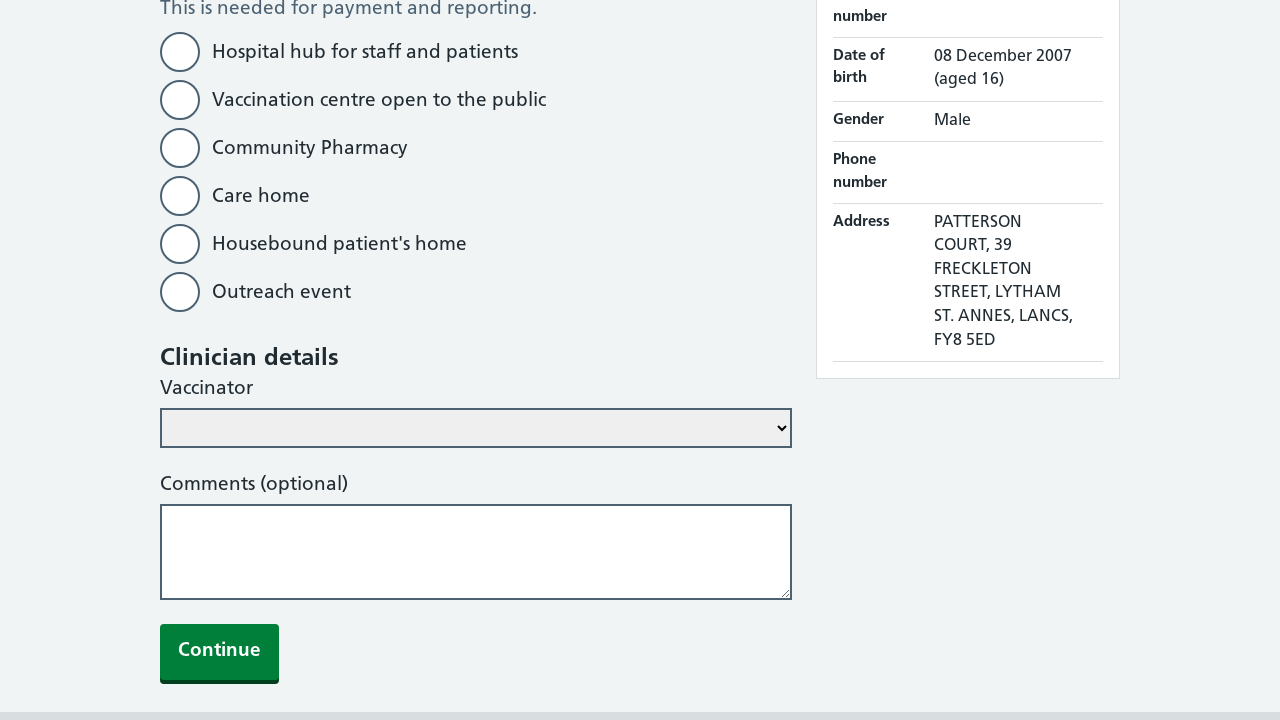 This is needed for payment and reporting.
Hospital hub for staff and patients
Vaccination centre open to the public
Community Pharmacy
Care home
Housebound patient's home
Outreach event
Clinician details
Vaccinator
Comments (optional)
Continue
number
Date of
birth
08 December 2007
(aged 16)
Gender
Male
Phone
number
Address
PATTERSON
COURT, 39
FRECKLETON
STREET, LYTHAM
ST. ANNES, LANCS,
FY8 5ED